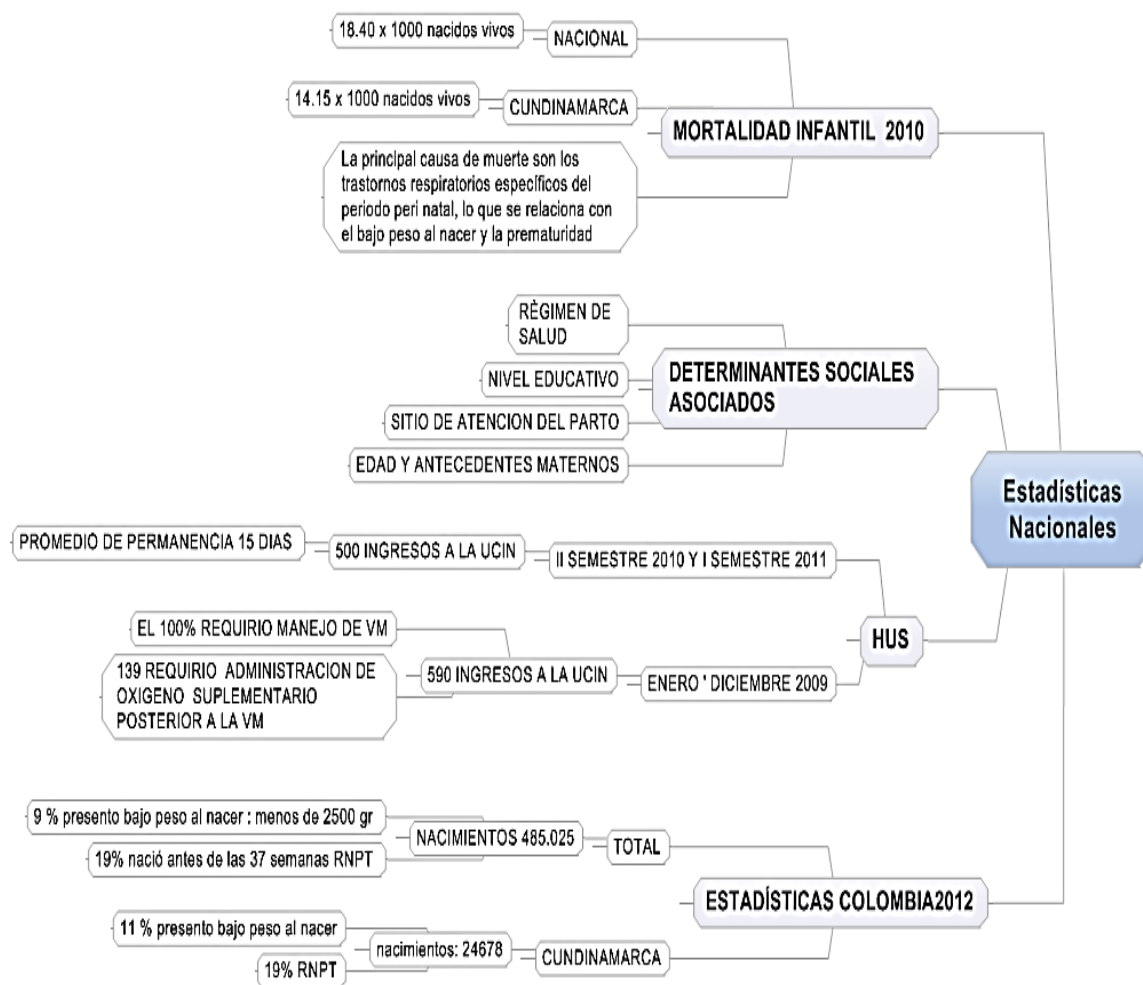 18.40 x 1000 nacidos vivos
NACIONAL
14.15 x 1000 nacidos vivos
CUNDINAMARCA
MORTALIDAD INFANTIL 2010
La principal causa de muerte son los
trastornos respiratorios específicos del
periodo peri natal, lo que se relaciona con
el bajo peso al nacer y la prematuridad
RÈGIMEN DE
SALUD
NIVEL EDUCATIVO
SITIO DE ATENCION DEL PARTO
EDAD Y ANTECEDENTES MATERNOS
DETERMINANTES SOCIALES
ASOCIADOS
Estadísticas
Nacionales
PROMEDIO DE PERMANENCIA 15 DIAS
500 INGRESOS A LA UCIN
II SEMESTRE 2010 Y I SEMESTRE 2011
HUS
EL 100% REQUIRIO MANEJO DE VM
139 REQUIRIO ADMINISTRACION DE
OXIGENO SUPLEMENTARIO
POSTERIOR A LA VM
590 INGRESOS A LA UCIN
ENERO ' DICIEMBRE 2009
9 % presento bajo peso al nacer : menos de 2500 gr
19% nació antes de las 37 semanas RNPT
NACIMIENTOS 485.025
TOTAL
ESTADÍSTICAS COLOMBIA2012
11 % presento bajo peso al nacer
19% RNPT
nacimientos: 24678
CUNDINAMARCA